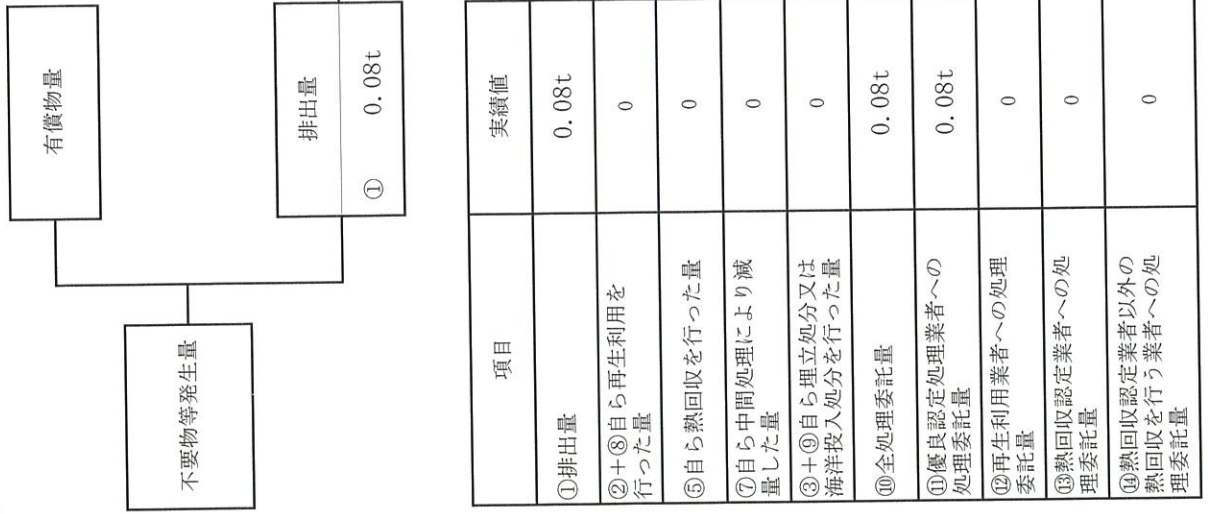 不要物等発生量
有償物量
排出量
① 0.08t
項目
実績値
①排出量
0.08t
②+⑧自ら再生利用を
行った量
0
⑤自ら熱回収を行った量
0
⑦自ら中間処理により減
量した量
0
③+⑨自ら埋立処分又は
海洋投入処分を行った量
0
⑩全処理委託量
0.08t
⑪優良認定処理業者への
処理委託量
0.08t
⑫再生利用業者への処理
委託量
0
⑬熱回収認定業者への処
理委託量
0
⑭熱回収認定業者以外の
熱回収を行う業者への処
理委託量
0